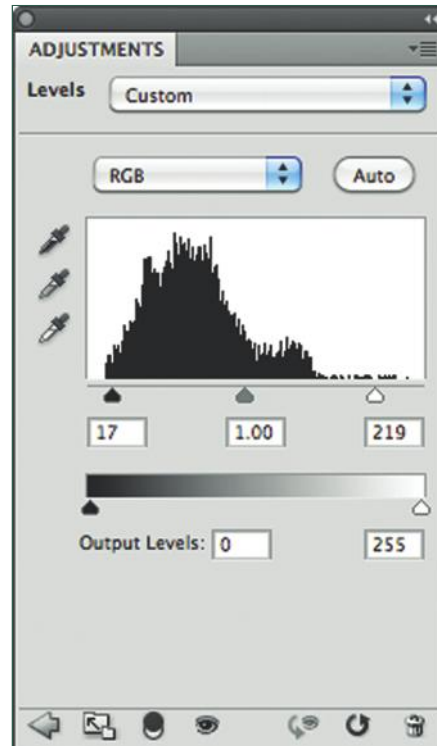 ADJUSTMENTS
Levels Custom
RGB Auto
17 1.00 219
Output Levels: 0 255